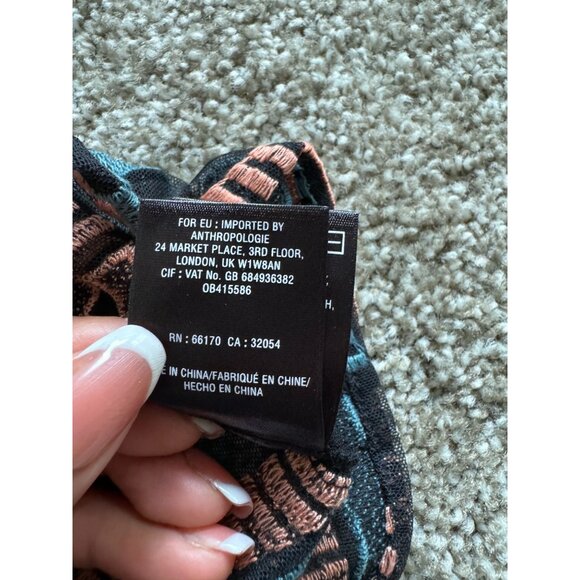 FOR EU : IMPORTED BY
ANTHROPOLOGIE
24 MARKET PLACE, 3RD FLOOR,
LONDON, UK W1W8AN
CIF : VAT No. GB 684936382
OB415586
RN : 66170 CA : 32054
IN CHINA/FABRIQUÉ EN CHINE/
HECHO EN CHINA